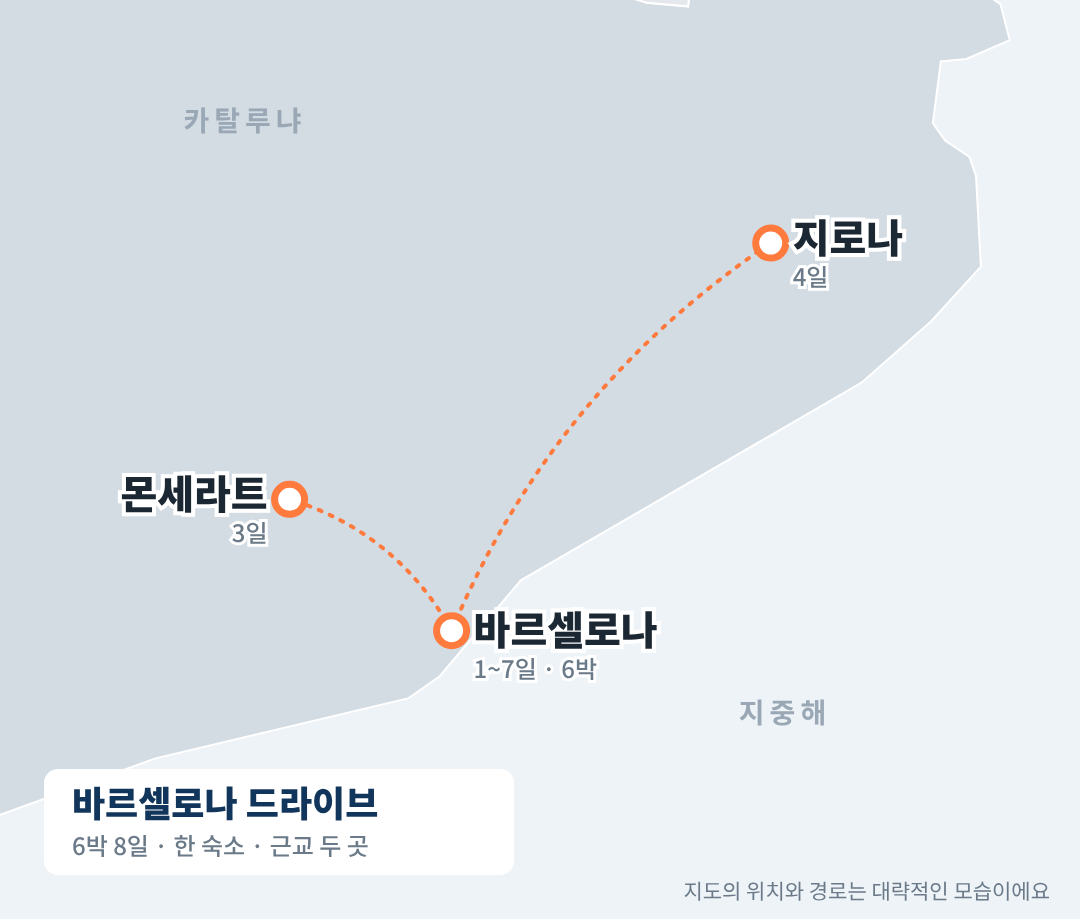 카탈루냐
지로나
4일
몬세라트
3일
바르셀로나
1~7일 · 6박
지중해
바르셀로나 드라이브
6박 8일 · 한 숙소 · 근교 두 곳
지도의 위치와 경로는 대략적인 모습이에요